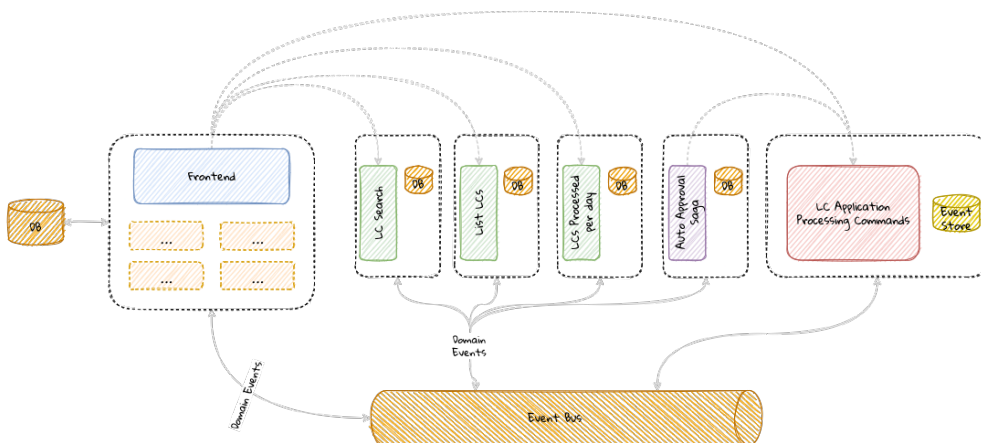 Frontend
...
...
...
...
DB
LC Search
DB
List LCs
DB
LCs Processed
per day
DB
Auto Approval
Saga
DB
LC Application
Processing Commands
Event
Store
Domain
Events
Domain Events
Event Bus